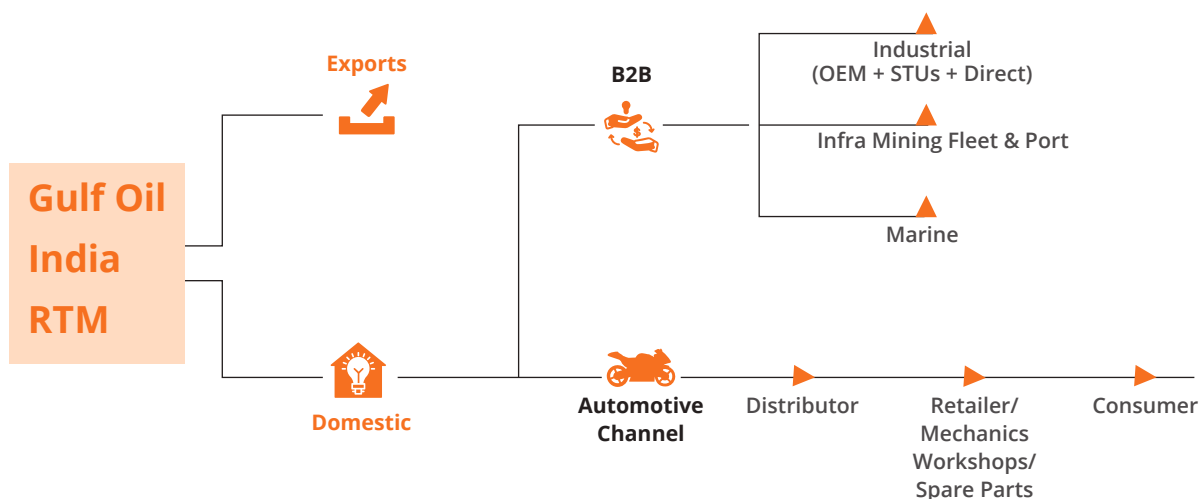 Gulf Oil
India
RTM
Exports
Domestic
B2B
Industrial
(OEM + STUs + Direct)
Infra Mining Fleet & Port
Marine
Automotive
Channel
Distributor
Retailer/
Mechanics
Workshops/
Spare Parts
Consumer
$